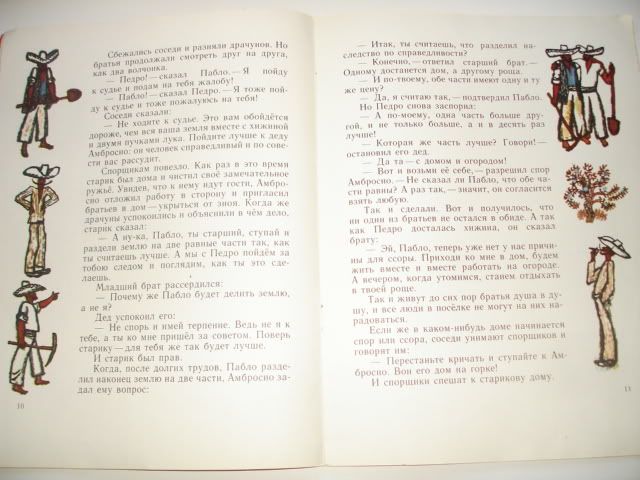 Сбежались соседи и разняли драчунов. Но
братья продолжали смотреть друг на друга,
как два волчонка.
— Педро! — сказал Пабло. — Я пойду
к судье и подам на тебя жалобу!
— Пабло! — сказал Педро. — Я тоже пой-
ду к судье и тоже пожалуюсь на тебя!
Соседи сказали:
— Не ходите к судье. Это вам обойдётся
дороже, чем вся ваша земля вместе с хижиной
и двумя пучками лука. Пойдите лучше к деду
Амбросио: он человек справедливый и по сове-
сти вас рассудит.
Спорщикам повезло. Как раз в это время
старик был дома и чистил своё замечательное
ружьё. Увидев, что к нему идут гости, Амбро-
сио отложил работу в сторону и пригласил
братьев в дом — укрыться от зноя. Когда же
драчуны успокоились и объяснили в чём дело,
старик сказал:
— А ну-ка, Пабло, ты старший, ступай и
раздели землю на две равные части так, как
ты считаешь лучше. А мы с Педро пойдём за
тобою следом и поглядим, как ты это сде-
лаешь.
Младший брат рассердился:
— Почему же Пабло будет делить землю,
а не я?
Дед успокоил его:
— Не спорь и имей терпение. Ведь не я к
тебе, а ты ко мне пришёл за советом. Поверь
старику — для тебя же так будет лучше.
И старик был прав.
Когда, после долгих трудов, Пабло разде-
лил наконец землю на две части, Амбросио за-
дал ему вопрос:
10
— Итак, ты считаешь, что разделил на-
следство по справедливости?
— Конечно, — ответил старший брат. —
Одному достанется дом, а другому роща.
— И по-твоему, обе части имеют одну и ту
же цену?
— Да, я считаю так, — подтвердил Пабло.
Но Педро снова заспорил:
— А по-моему, одна часть больше дру-
гой, и не только больше, а и в десять раз
лучше!
— Которая же часть лучше? Говори! —
остановил его дед.
— Да та — с домом и огородом!
— Вот и возьми её себе, — разрешил спор
Амбросио. — Не сказал ли Пабло, что обе ча-
сти равны? А раз так, — значит, он согласится
взять любую.
Так и сделали. Вот и получилось, что
ни один из братьев не остался в обиде. А так
как Педро досталась хижина, он сказал
брату:
— Эй, Пабло, теперь уже нет у нас причи-
ны для ссоры. Приходи ко мне в дом, будем
жить вместе и вместе работать на огороде.
А вечером, когда утомимся, станем отдыхать
в твоей роще.
Так и живут до сих пор братья душа в ду-
шу, и все люди в посёлке не могут на них на-
радоваться.
Если же в каком-нибудь доме начинается
спор или ссора, соседи унимают спорщиков и
говорят им:
— Перестаньте кричать и ступайте к Ам-
бросио. Вон его дом на горке!
И спорщики спешат к старикову дому.
11